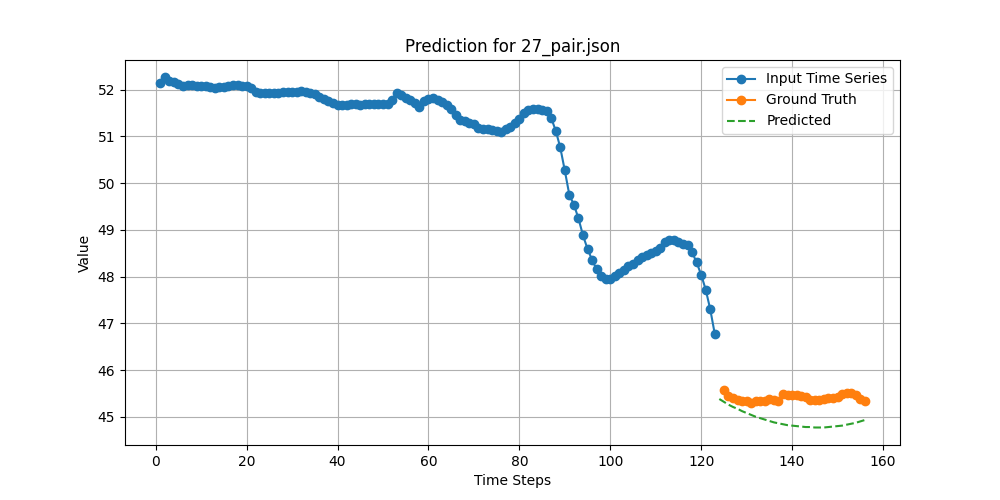 Prediction for 27_pair.json
Input Time Series
Ground Truth
Predicted
Value
52
51
50
49
48
47
46
45
0 20 40 60 80 100 120 140 160
Time Steps